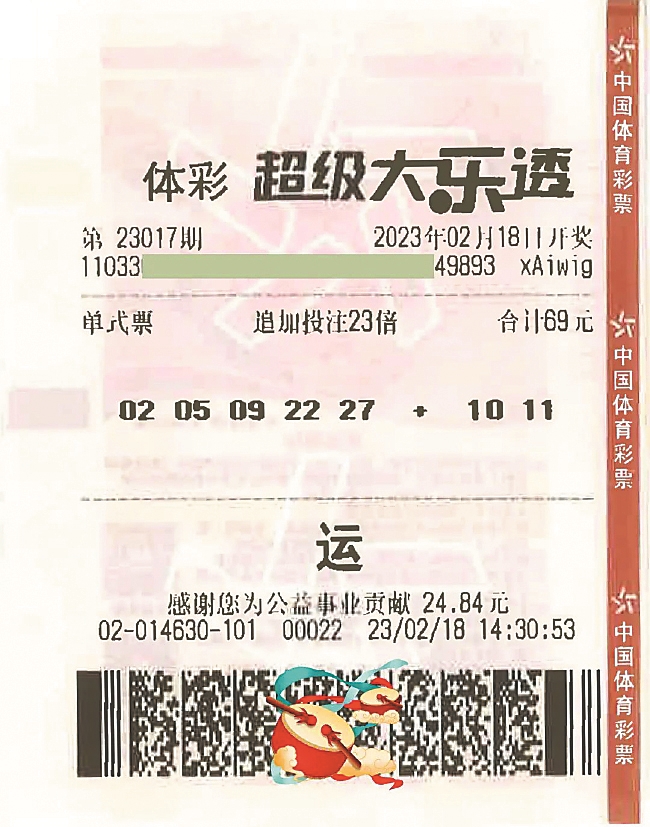 体彩 超级大乐透
第 23017期 2023年02月18日开奖
11033 49893 xAiwig
单式票 追加投注23倍 合计69元
02 05 09 22 27 + 10 11
运
感谢您为公益事业贡献 24.84元
02-014630-101 00022 23/02/18 14:30:53
中国体育彩票
中国体育彩票
中国体育彩票